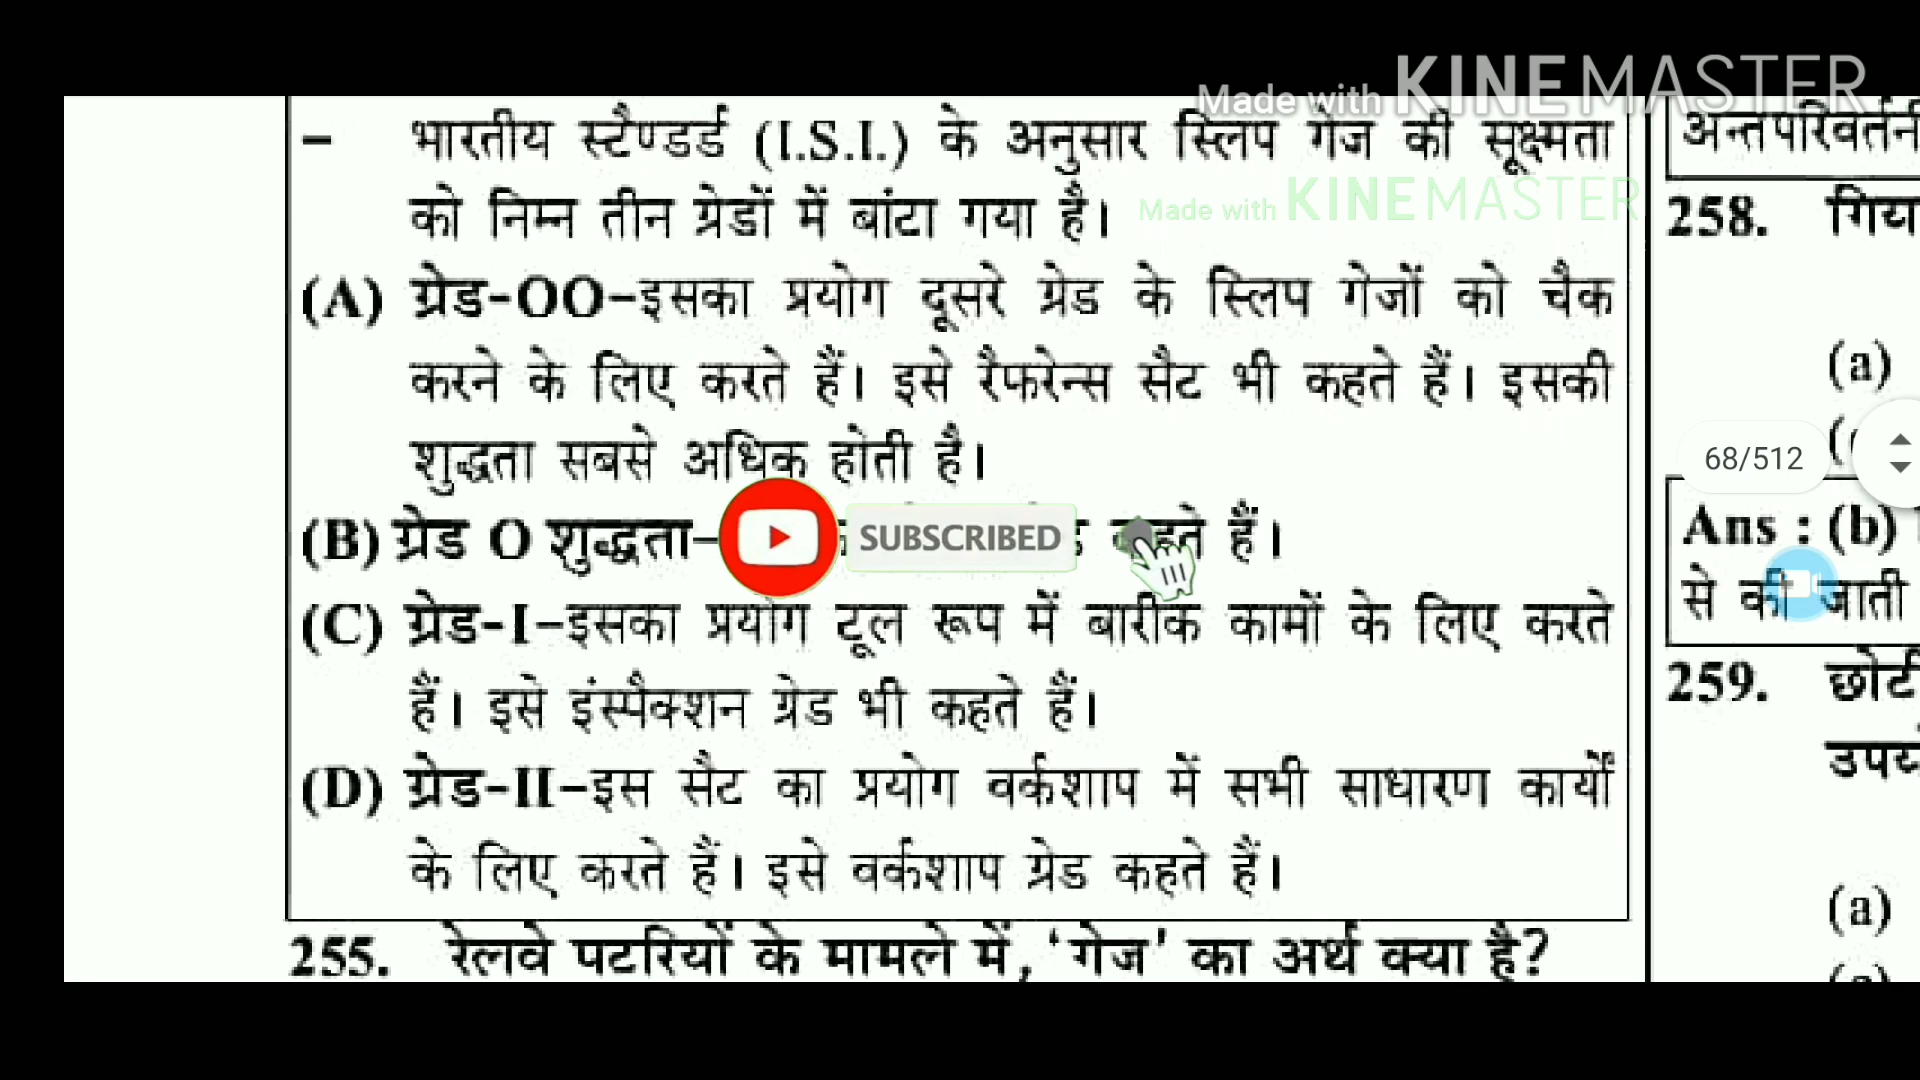 Made with KINEMASTER
– भारतीय स्टैण्डर्ड (I.S.I.) के अनुसार स्लिप गेज की सूक्ष्मता
को निम्न तीन ग्रेडों में बांटा गया है।
Made with KINEMASTER
(A) ग्रेड-OO-इसका प्रयोग दूसरे ग्रेड के स्लिप गेजों को चैक
करने के लिए करते हैं। इसे रैफरेन्स सैट भी कहते हैं। इसकी
शुद्धता सबसे अधिक होती है।
(B) ग्रेड O शुद्धता-
SUBSCRIBED
कहते हैं।
(C) ग्रेड-I-इसका प्रयोग टूल रूप में बारीक कामों के लिए करते
हैं। इसे इंस्पैक्शन ग्रेड भी कहते हैं।
(D) ग्रेड-II-इस सैट का प्रयोग वर्कशाप में सभी साधारण कार्यों
के लिए करते हैं। इसे वर्कशाप ग्रेड कहते हैं।
255. रेलवे पटरियों के मामले में, ‘गेज’ का अर्थ क्या है?
258.
(a)
68/512
Ans : (b)
से की जाती
259.
(a)